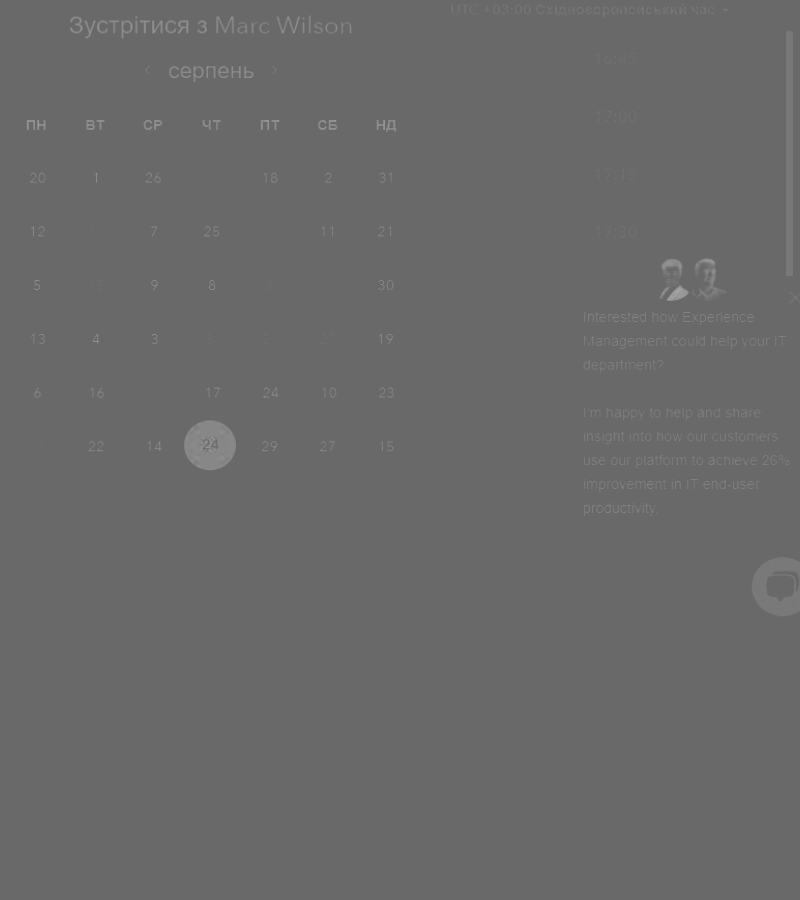 Зустрітися з Marc Wilson
серпень
ПН ВТ СР ЧТ ПТ СБ НД
20 1 26 18 2 31
12 7 25 11 21
5 9 8 30
13 4 3 19
6 16 17 24 10 23
22 14 24 29 27 15
UTC +03:00 Східноєвропейський час
16:45
17:00
17:15
17:30
Interested how Experience
Management could help your IT
department?
I'm happy to help and share
insight into how our customers
use our platform to achieve 26%
improvement in IT end-user
productivity.